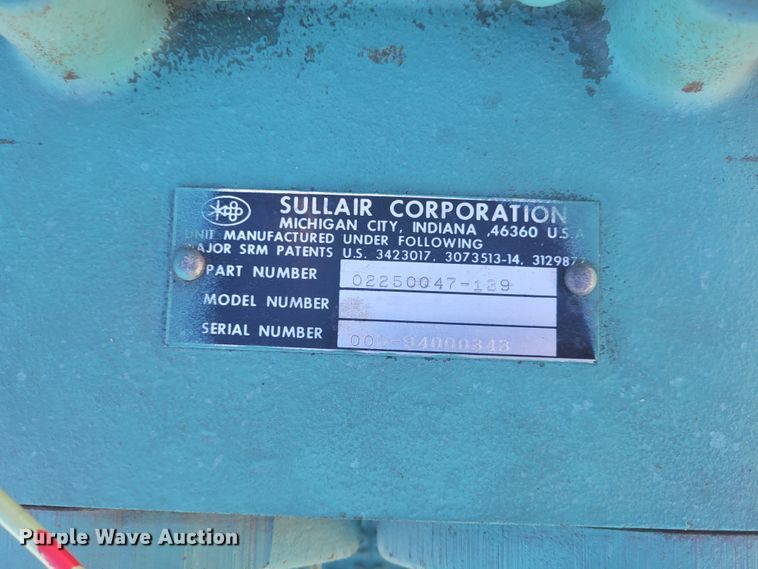 SULLAIR CORPORATION
MICHIGAN CITY, INDIANA ,46360 U.S.A
UNIT MANUFACTURED UNDER FOLLOWING
MAJOR SRM PATENTS U.S. 3423017, 3073513-14, 3129877
PART NUMBER 02250047-139
MODEL NUMBER
SERIAL NUMBER
Purple Wave Auction